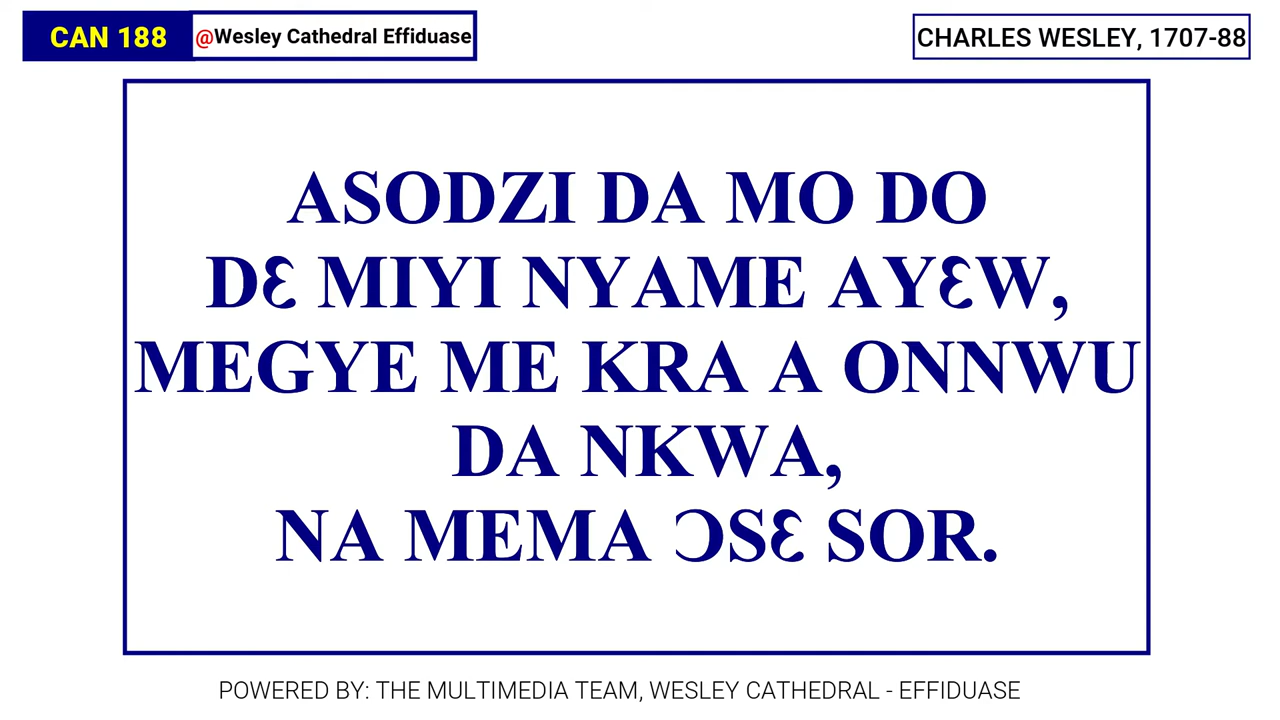 CAN 188 @Wesley Cathedral Effiduase CHARLES WESLEY, 1707-88
ASODZI DA MO DO
DƐ MIYI NYAME AYƐW,
MEGYE ME KRA A ONNWU
DA NKWA,
NA MEMA ƆSƐ SOR.
POWERED BY: THE MULTIMEDIA TEAM, WESLEY CATHEDRAL - EFFIDUASE